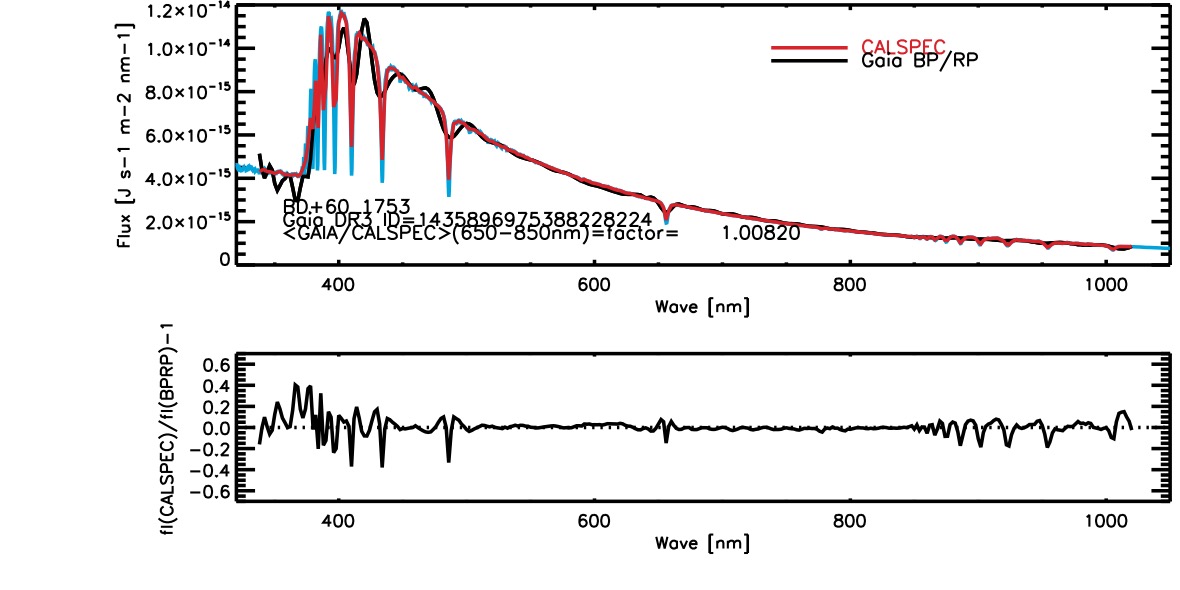 1.2×10−14
1.0×10−14
8.0×10−15
6.0×10−15
4.0×10−15
2.0×10−15
0
Flux [J s−1 m−2 nm−1]
CALSPEC
Gaia BP/RP
BD+60 1753
Gaia DR3 ID=1435896975388228224
<GAIA/CALSPEC>(650−850nm)=factor= 1.00820
400 600 800 1000
Wave [nm]
fl(CALSPEC)/fl(BPRP)−1
0.6
0.4
0.2
0.0
−0.2
−0.4
−0.6
400 600 800 1000
Wave [nm]